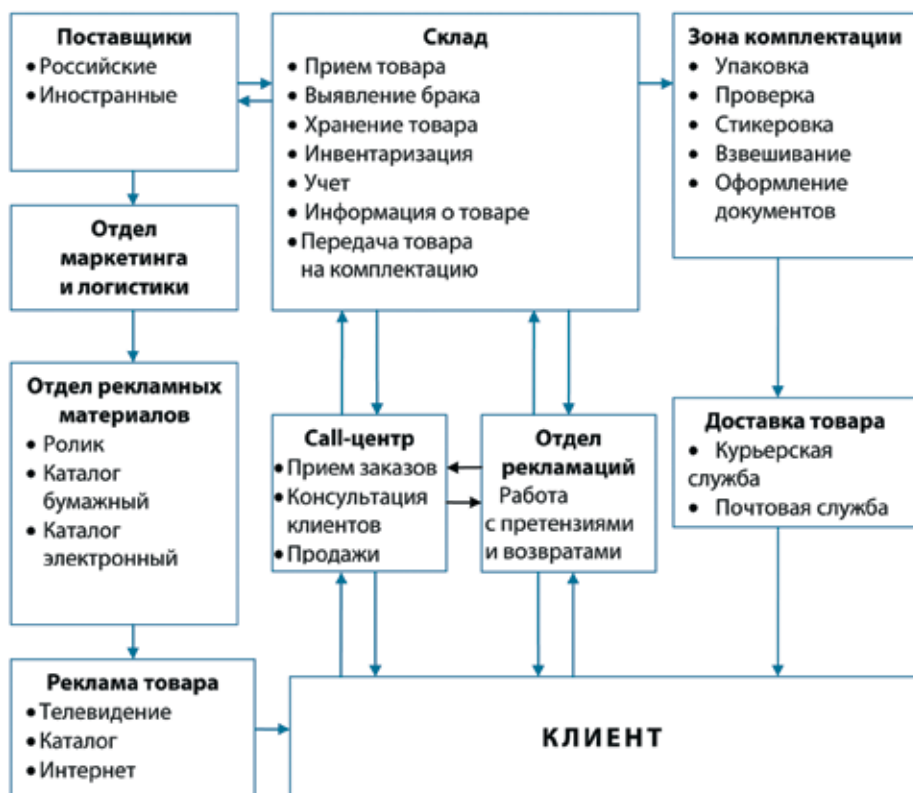 Поставщики
• Российские
• Иностранные
Склад
• Прием товара
• Выявление брака
• Хранение товара
• Инвентаризация
• Учет
• Информация о товаре
• Передача товара
на комплектацию
Зона комплектации
• Упаковка
• Проверка
• Стикеровка
• Взвешивание
• Оформление
документов
Отдел
маркетинга
и логистики
Отдел рекламных
материалов
• Ролик
• Каталог
бумажный
• Каталог
электронный
Call-центр
• Прием заказов
• Консультация
клиентов
• Продажи
Отдел
рекламаций
Работа
с претензиями
и возвратами
Доставка товара
• Курьерская
служба
• Почтовая служба
Реклама товара
• Телевидение
• Каталог
• Интернет
КЛИЕНТ